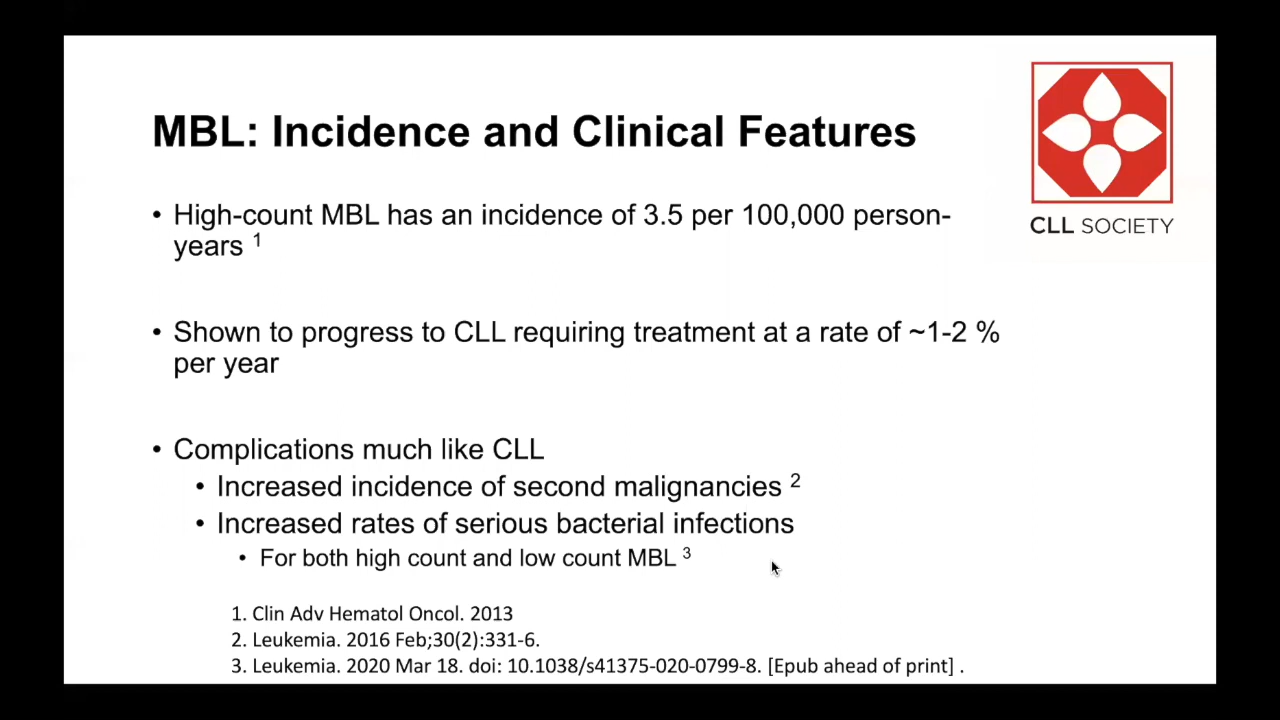 MBL: Incidence and Clinical Features
CLL SOCIETY
• High-count MBL has an incidence of 3.5 per 100,000 person-
years ¹
• Shown to progress to CLL requiring treatment at a rate of ~1-2 %
per year
• Complications much like CLL
• Increased incidence of second malignancies ²
• Increased rates of serious bacterial infections
• For both high count and low count MBL ³
1. Clin Adv Hematol Oncol. 2013
2. Leukemia. 2016 Feb;30(2):331-6.
3. Leukemia. 2020 Mar 18. doi: 10.1038/s41375-020-0799-8. [Epub ahead of print] .